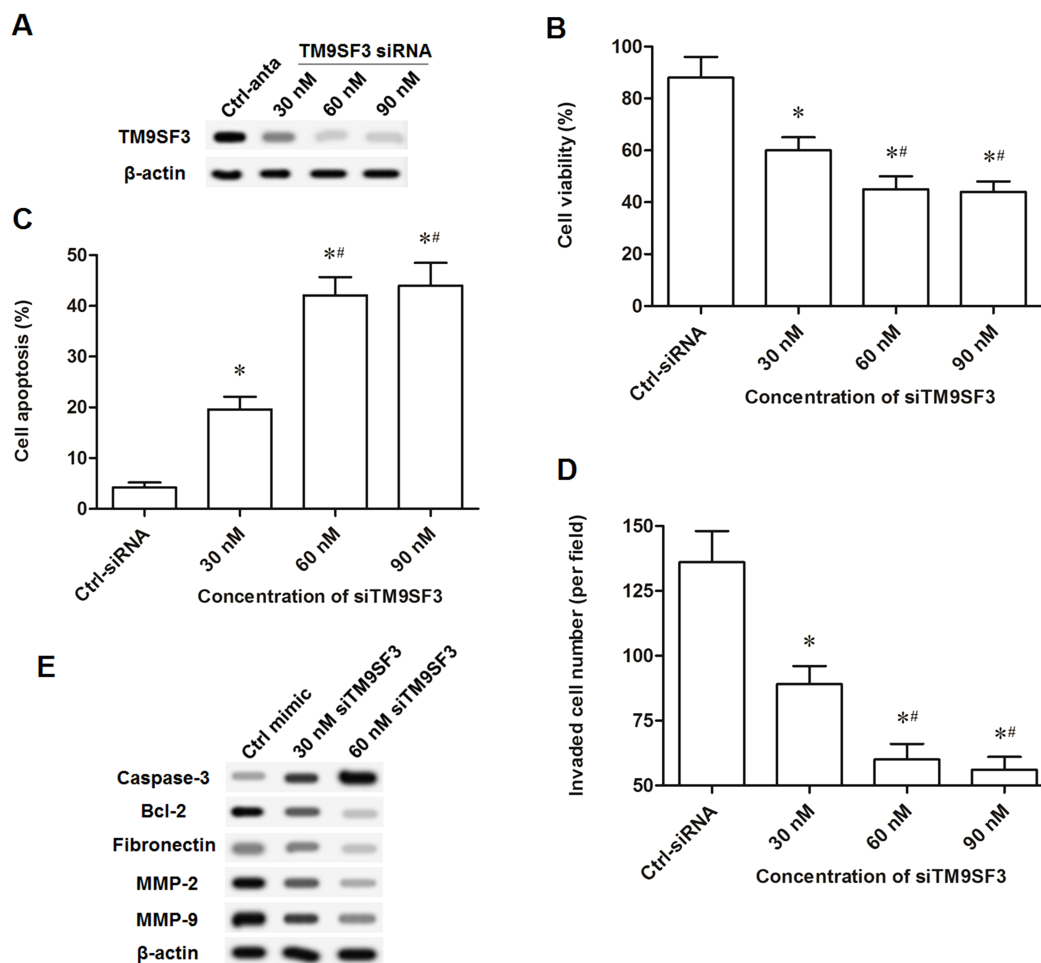 A
TM9SF3 siRNA
Ctrl-anta
30 nM
60 nM
90 nM
TM9SF3
β-actin
B
Cell viability (%)
100
80
60
40
20
0
*
*#
*#
Ctrl-siRNA
30 nM
60 nM
90 nM
Concentration of siTM9SF3
C
Cell apoptosis (%)
50
40
30
20
10
0
*
*#
*#
Ctrl-siRNA
30 nM
60 nM
90 nM
Concentration of siTM9SF3
D
Invaded cell number (per field)
150
125
100
75
50
*
*#
*#
Ctrl-siRNA
30 nM
60 nM
90 nM
Concentration of siTM9SF3
E
Ctrl mimic
30 nM siTM9SF3
60 nM siTM9SF3
Caspase-3
Bcl-2
Fibronectin
MMP-2
MMP-9
β-actin